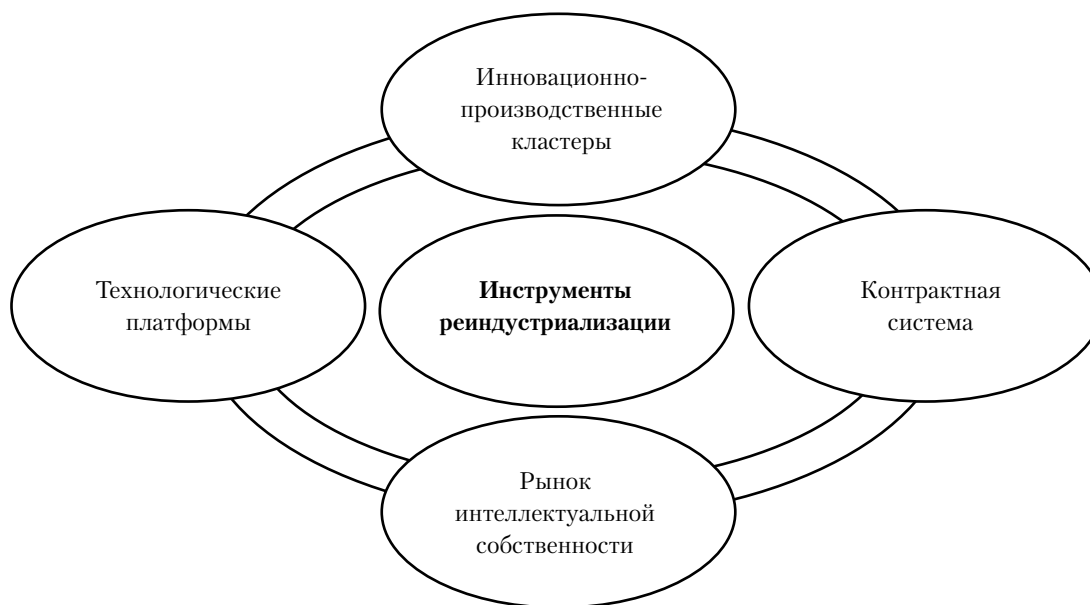 Инновационно-
производственные
кластеры
Технологические
платформы
Инструменты
реиндустриализации
Контрактная
система
Рынок
интеллектуальной
собственности